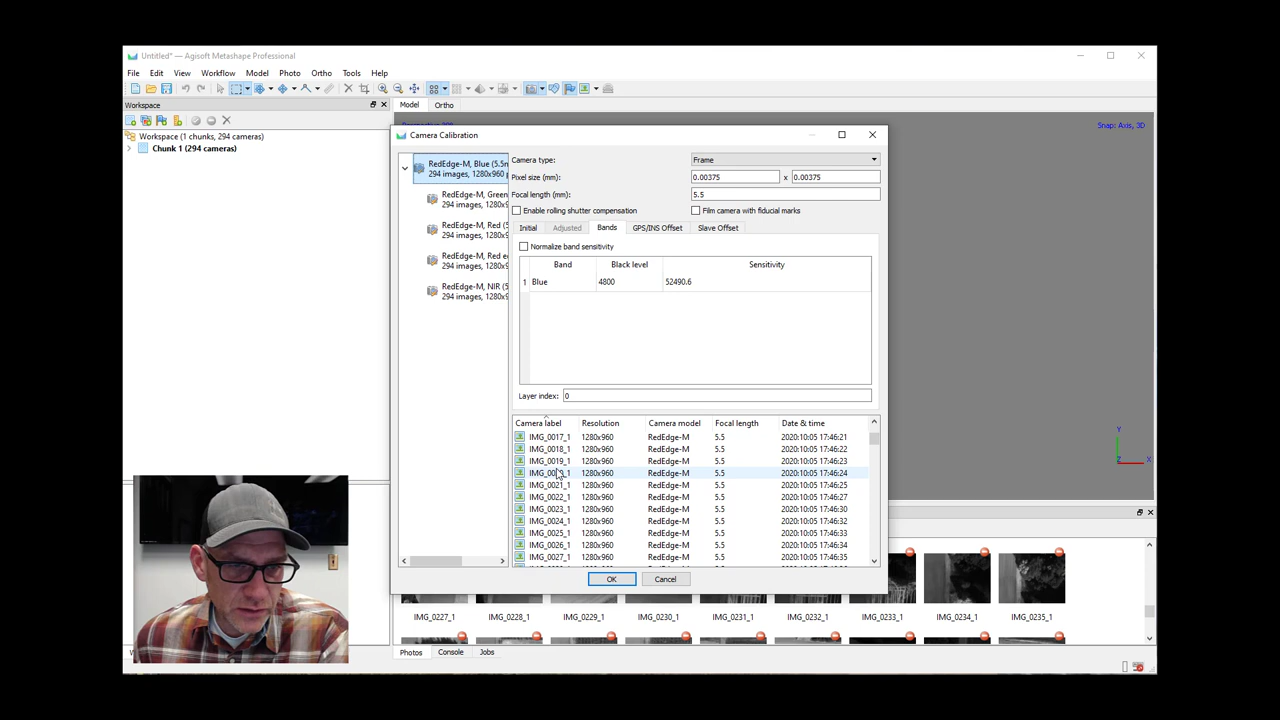 Untitled* — Agisoft Metashape Professional
File Edit View Workflow Model Photo Ortho Tools Help
Workspace
Model Ortho
Workspace (1 chunks, 294 cameras)
Chunk 1 (294 cameras)
Snap: Axis, 3D
Camera Calibration
RedEdge-M, Blue (5.5m
294 images, 1280x960 p
RedEdge-M, Green
294 images, 1280x9
RedEdge-M, Red (5
294 images, 1280x9
RedEdge-M, Red e
294 images, 1280x9
RedEdge-M, NIR (5
294 images, 1280x9
Camera type: Frame
Pixel size (mm): 0.00375 x 0.00375
Focal length (mm): 5.5
Enable rolling shutter compensation Film camera with fiducial marks
Initial Adjusted Bands GPS/INS Offset Slave Offset
Normalize band sensitivity
Band Black level Sensitivity
1 Blue 4800 52490.6
Layer index: 0
Camera label Resolution Camera model Focal length Date & time
IMG_0017_1 1280x960 RedEdge-M 5.5 2020:10:05 17:46:21
IMG_0018_1 1280x960 RedEdge-M 5.5 2020:10:05 17:46:22
IMG_0019_1 1280x960 RedEdge-M 5.5 2020:10:05 17:46:23
1280x960 RedEdge-M 5.5 2020:10:05 17:46:24
IMG_0021_1 1280x960 RedEdge-M 5.5 2020:10:05 17:46:25
IMG_0022_1 1280x960 RedEdge-M 5.5 2020:10:05 17:46:27
IMG_0023_1 1280x960 RedEdge-M 5.5 2020:10:05 17:46:30
IMG_0024_1 1280x960 RedEdge-M 5.5 2020:10:05 17:46:32
IMG_0025_1 1280x960 RedEdge-M 5.5 2020:10:05 17:46:33
IMG_0026_1 1280x960 RedEdge-M 5.5 2020:10:05 17:46:34
IMG_0027_1 1280x960 RedEdge-M 5.5 2020:10:05 17:46:35
OK Cancel
Y
X
Z
IMG_0227_1 IMG_0228_1 IMG_0229_1 IMG_0230_1 IMG_0231_1 IMG_0232_1 IMG_0233_1 IMG_0234_1 IMG_0235_1
Photos Console Jobs